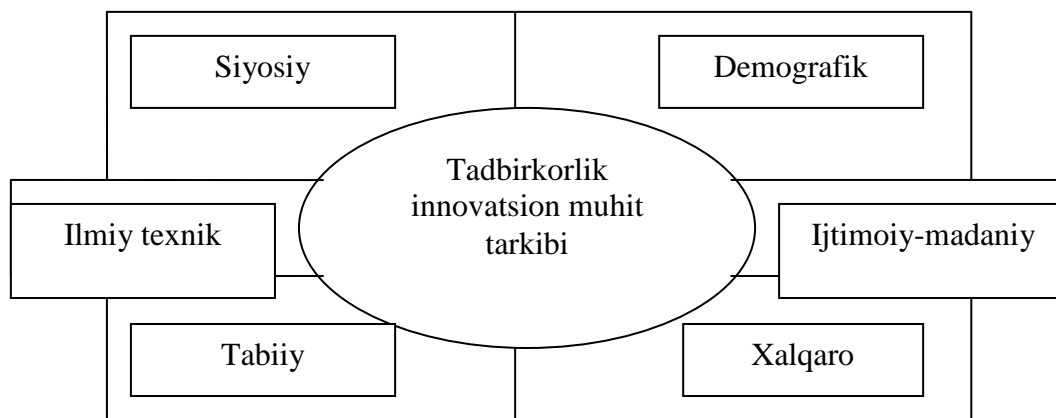 Siyosiy
Demografik
Tadbirkorlik
innovatsion muhit
tarkibi
Ilmiy texnik
Ijtimoiy-madaniy
Tabiiy
Xalqaro